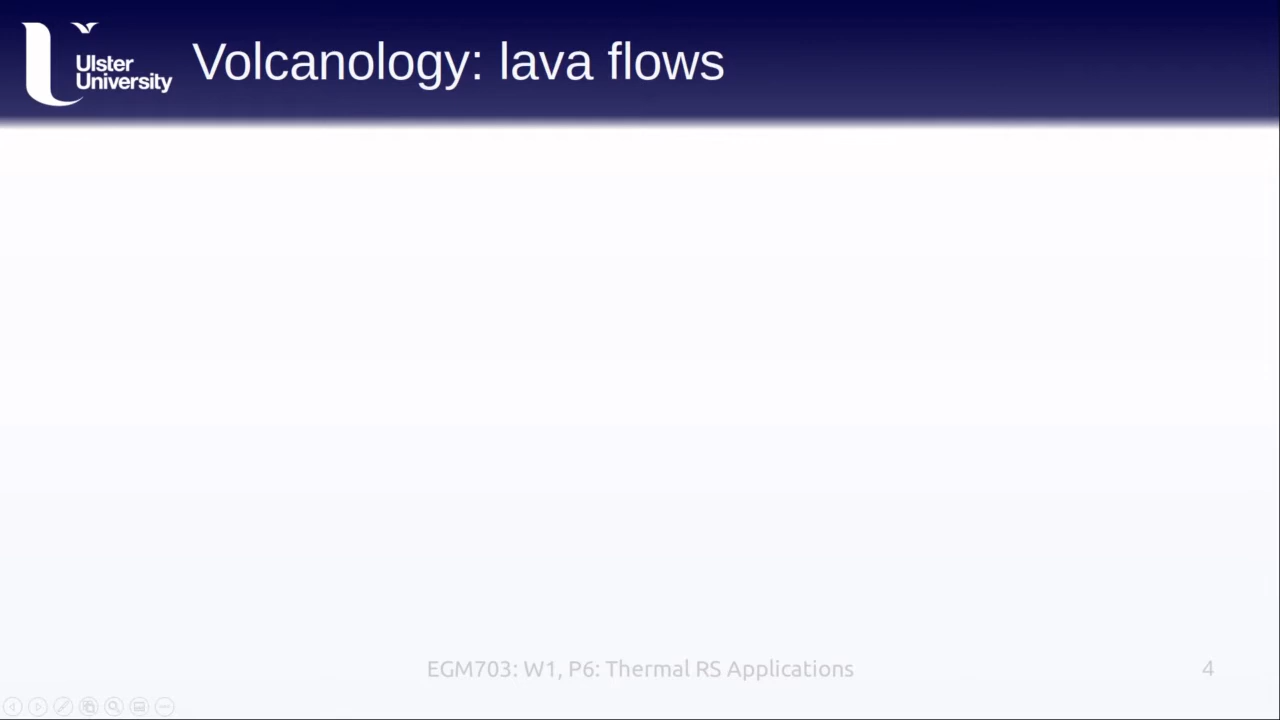 Volcanology: lava flows
Ulster
University
EGM703: W1, P6: Thermal RS Applications
4